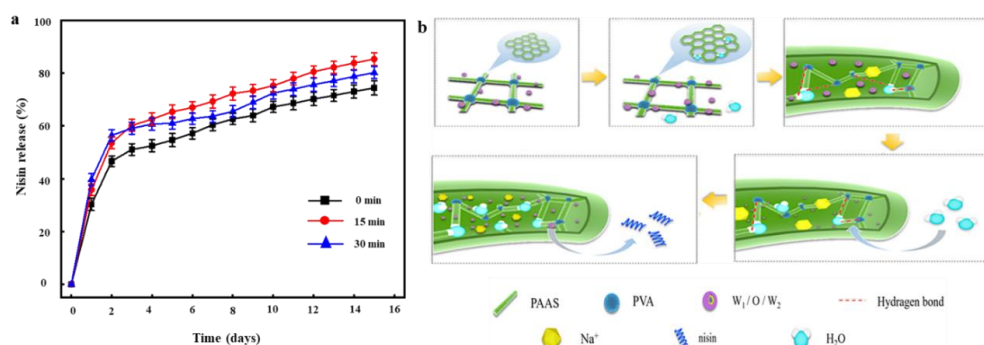 a
100
80
60
40
20
0
Nisin release (%)
0 min
15 min
30 min
0 2 4 6 8 10 12 14 16
Time (days)
b
PAAS PVA W1 / O / W2 Hydragen bond
Na+ nisin H2O